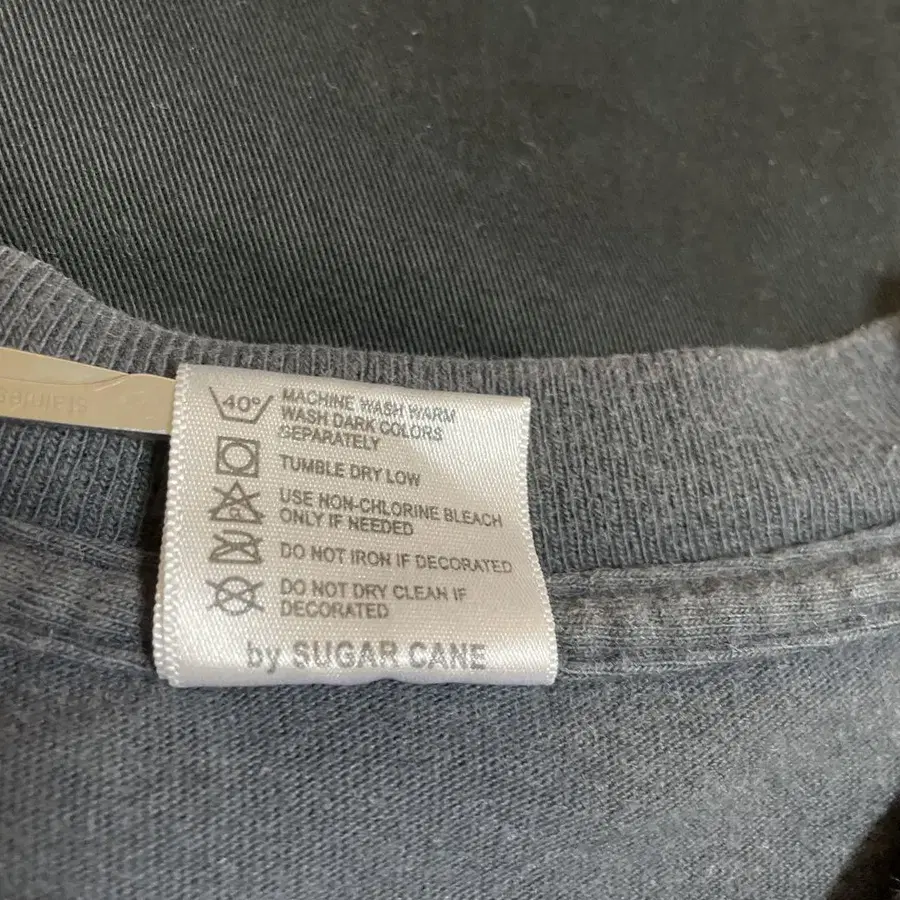 40°
MACHINE WASH WARM
WASH DARK COLORS
SEPARATELY
TUMBLE DRY LOW
USE NON-CHLORINE BLEACH
ONLY IF NEEDED
DO NOT IRON IF DECORATED
DO NOT DRY CLEAN IF
DECORATED
by SUGAR CANE